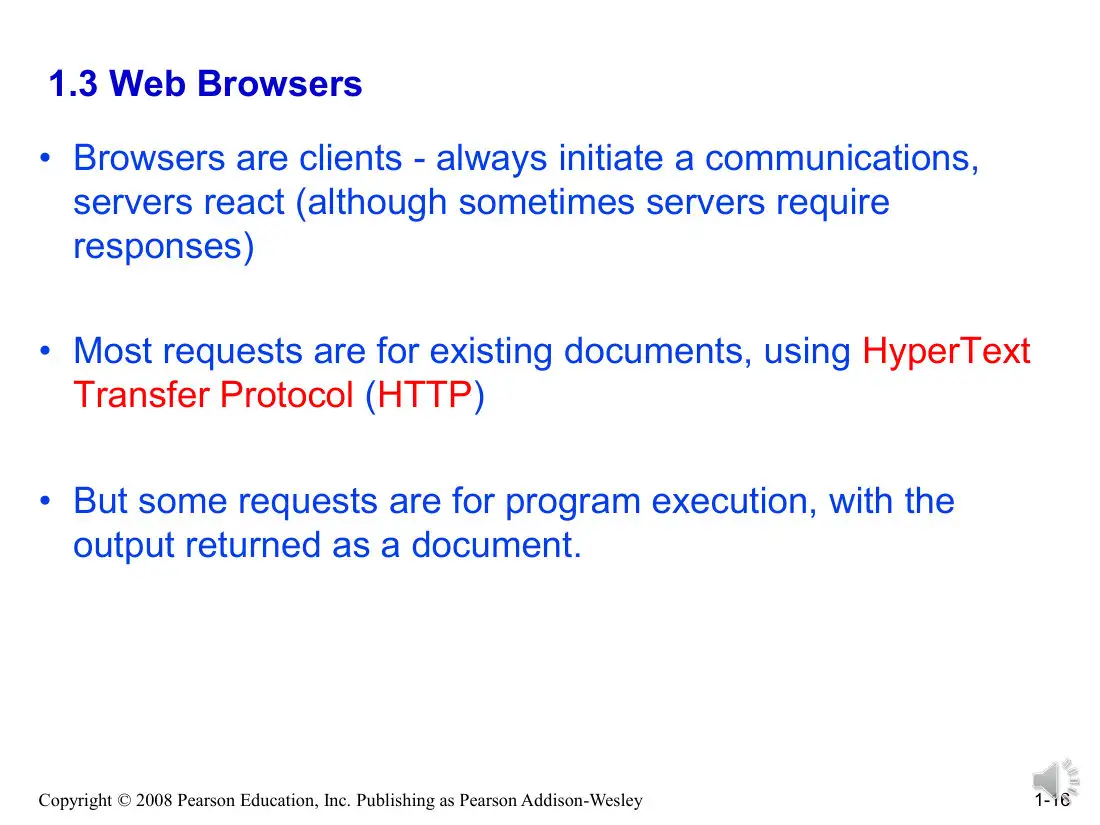 1.3 Web Browsers
• Browsers are clients - always initiate a communications,
servers react (although sometimes servers require
responses)
• Most requests are for existing documents, using HyperText
Transfer Protocol (HTTP)
• But some requests are for program execution, with the
output returned as a document.
Copyright © 2008 Pearson Education, Inc. Publishing as Pearson Addison-Wesley
1-16